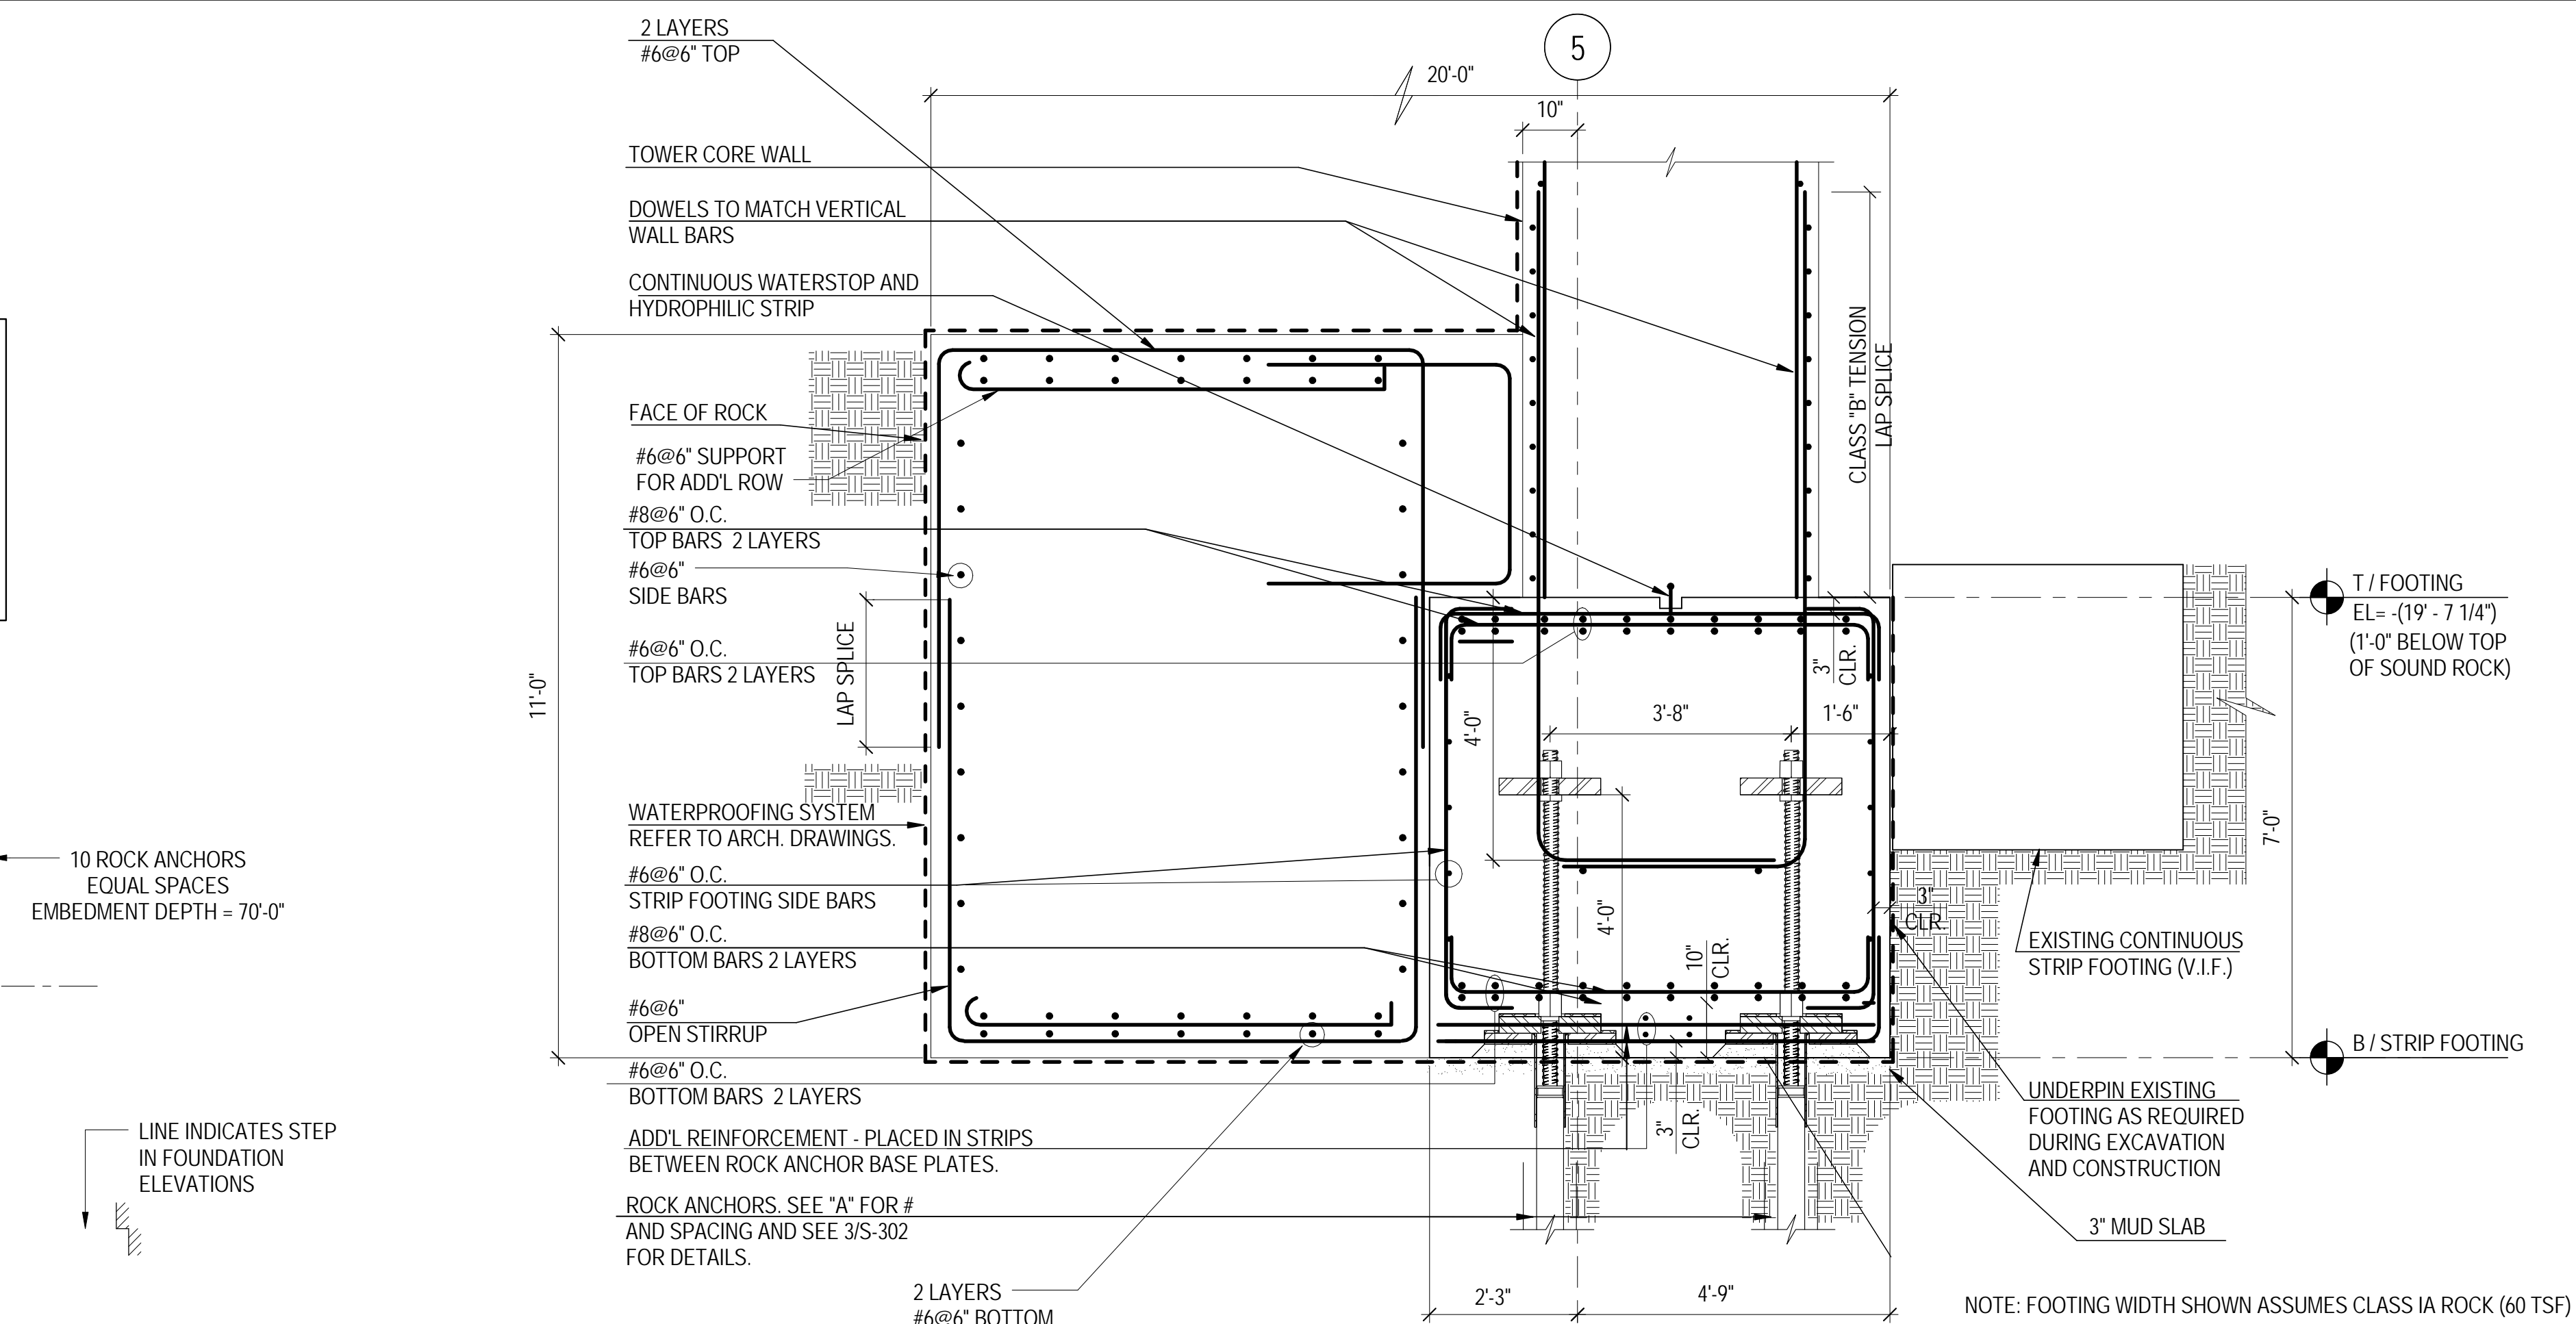 2 LAYERS
#6@6" TOP
5
20'-0"
10"
TOWER CORE WALL
DOWELS TO MATCH VERTICAL
WALL BARS
CONTINUOUS WATERSTOP AND
HYDROPHILIC STRIP
FACE OF ROCK
#6@6" SUPPORT
FOR ADD'L ROW
#8@6" O.C.
TOP BARS 2 LAYERS
#6@6"
SIDE BARS
#6@6" O.C.
TOP BARS 2 LAYERS
LAP SPLICE
11'-0"
WATERPROOFING SYSTEM
REFER TO ARCH. DRAWINGS.
#6@6" O.C.
STRIP FOOTING SIDE BARS
#8@6" O.C.
BOTTOM BARS 2 LAYERS
#6@6"
OPEN STIRRUP
#6@6" O.C.
BOTTOM BARS 2 LAYERS
ADD'L REINFORCEMENT - PLACED IN STRIPS
BETWEEN ROCK ANCHOR BASE PLATES.
ROCK ANCHORS. SEE "A" FOR #
AND SPACING AND SEE 3/S-302
FOR DETAILS.
2 LAYERS
#6@6" BOTTOM
10 ROCK ANCHORS
EQUAL SPACES
EMBEDMENT DEPTH = 70'-0"
LINE INDICATES STEP
IN FOUNDATION
ELEVATIONS
CLASS "B" TENSION
LAP SPLICE
3"
CLR.
4'-0"
3'-8"
1'-6"
4'-0"
10"
CLR.
3"
CLR.
3"
CLR.
2'-3"
4'-9"
T / FOOTING
EL= -(19' - 7 1/4")
(1'-0" BELOW TOP
OF SOUND ROCK)
7'-0"
EXISTING CONTINUOUS
STRIP FOOTING (V.I.F.)
B / STRIP FOOTING
UNDERPIN EXISTING
FOOTING AS REQUIRED
DURING EXCAVATION
AND CONSTRUCTION
3" MUD SLAB
NOTE: FOOTING WIDTH SHOWN ASSUMES CLASS IA ROCK (60 TSF)